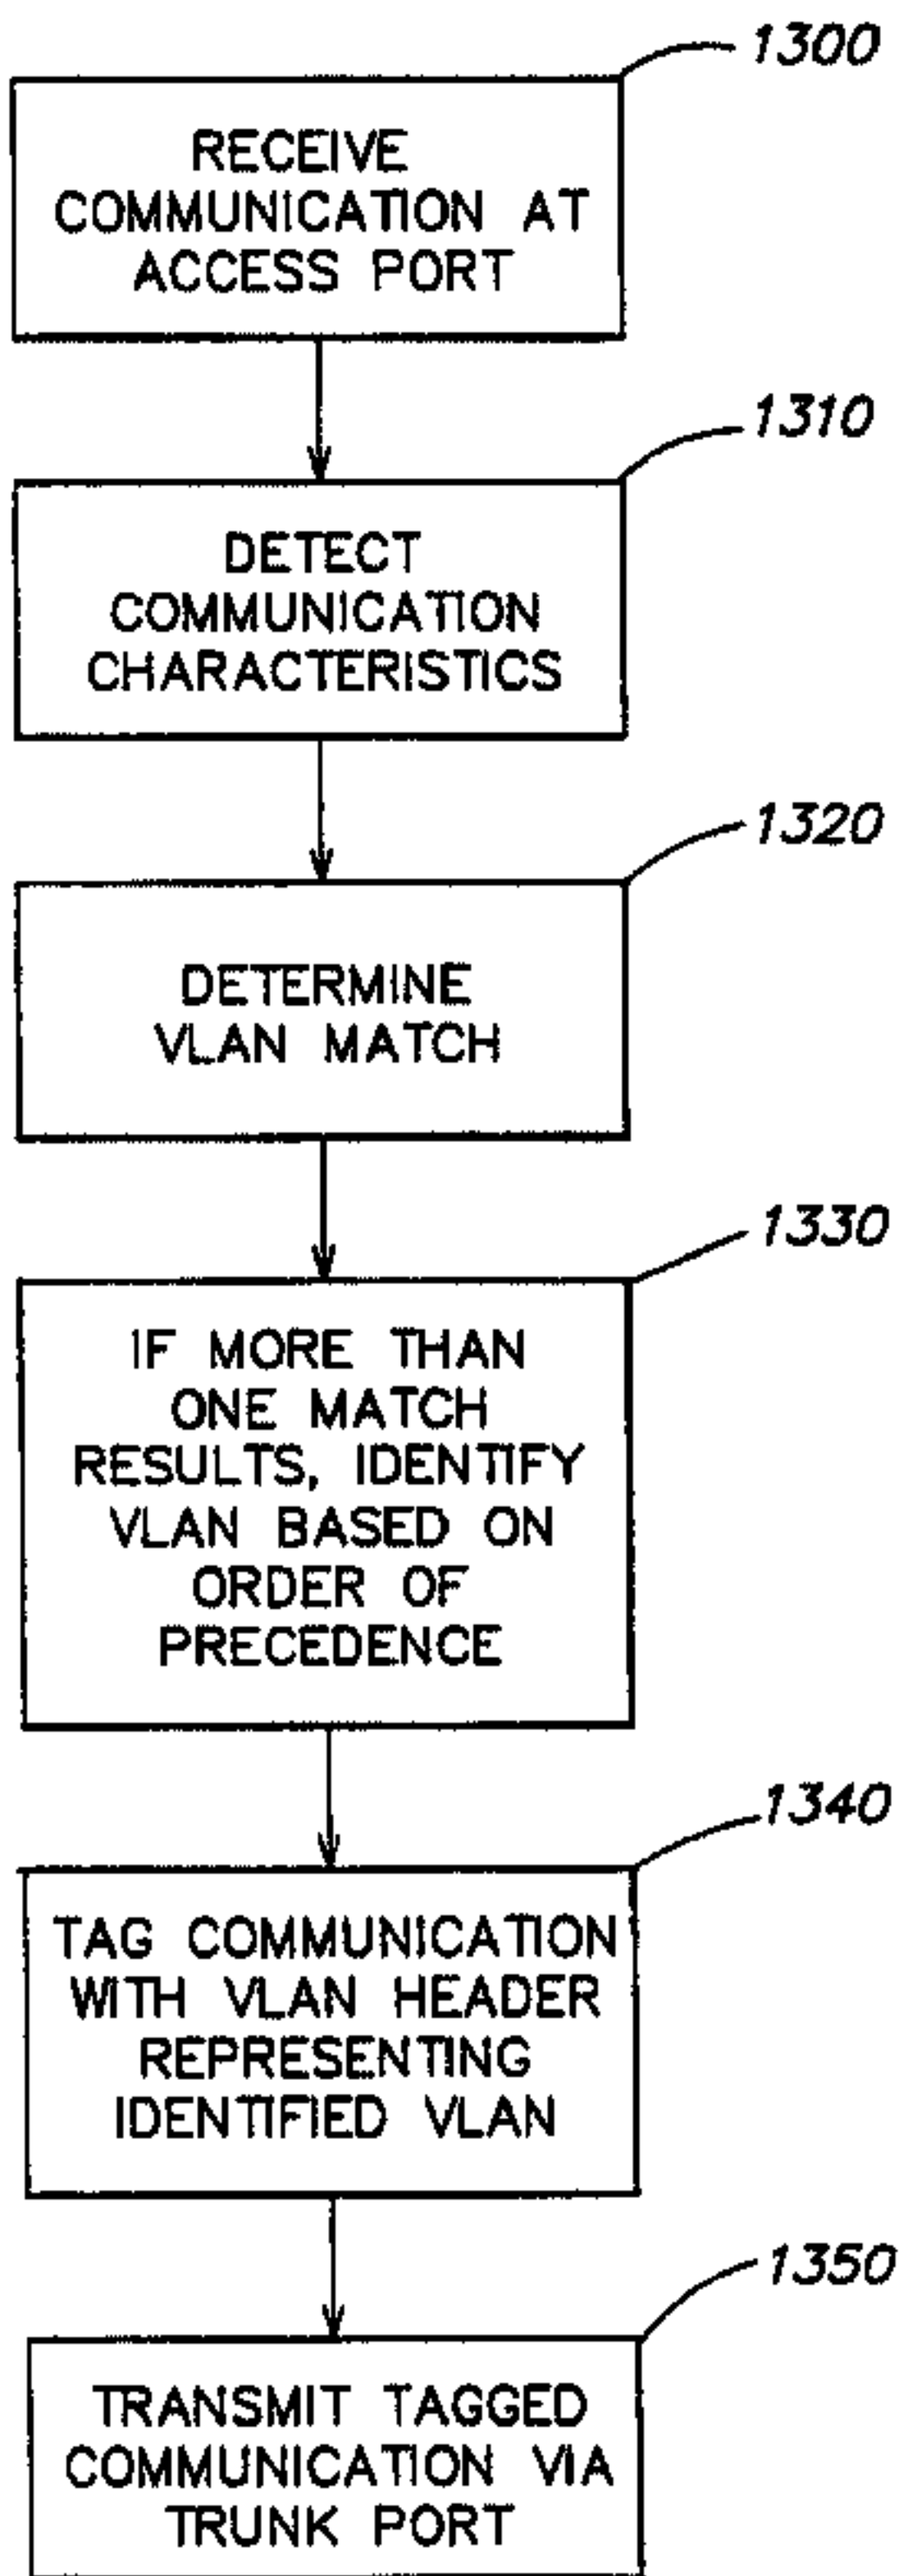 1300
RECEIVE
COMMUNICATION AT
ACCESS PORT
1310
DETECT
COMMUNICATION
CHARACTERISTICS
1320
DETERMINE
VLAN MATCH
1330
IF MORE THAN
ONE MATCH
RESULTS, IDENTIFY
VLAN BASED ON
ORDER OF
PRECEDENCE
1340
TAG COMMUNICATION
WITH VLAN HEADER
REPRESENTING
IDENTIFIED VLAN
1350
TRANSMIT TAGGED
COMMUNICATION VIA
TRUNK PORT